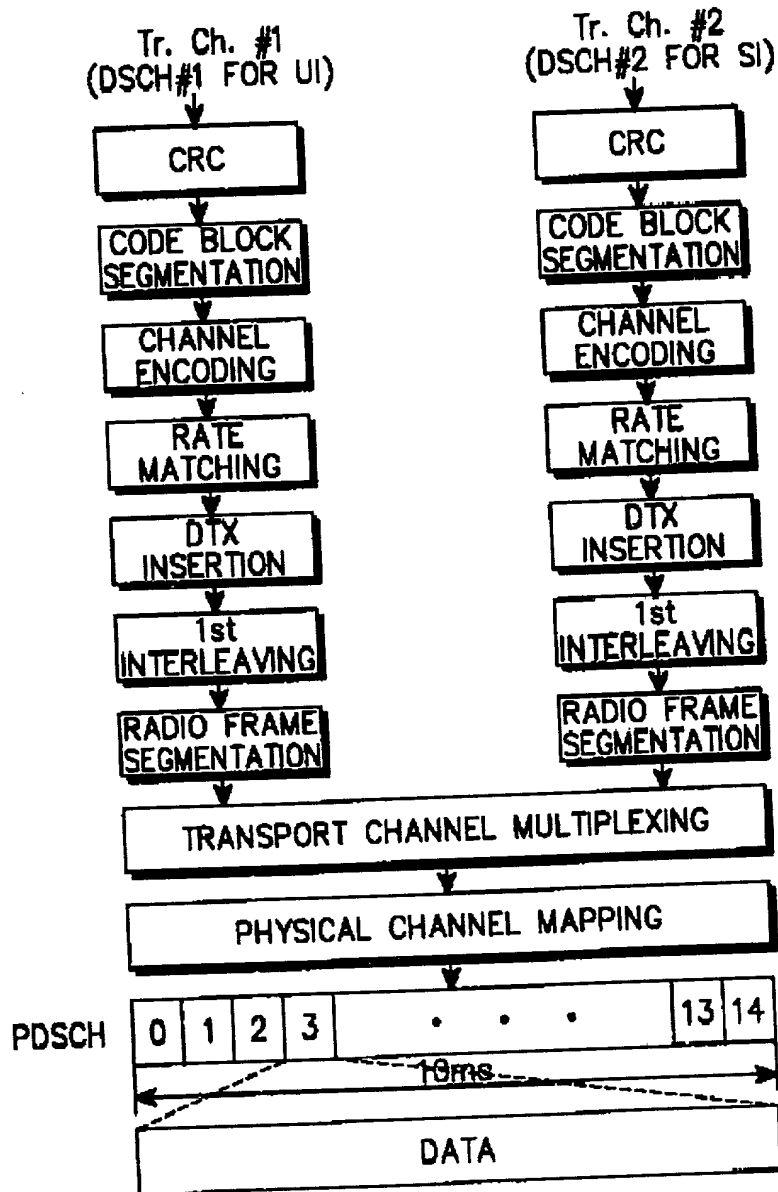 Tr. Ch. #1
(DSCH#1 FOR UI)
CRC
CODE BLOCK
SEGMENTATION
CHANNEL
ENCODING
RATE
MATCHING
DTX
INSERTION
1st
INTERLEAVING
RADIO FRAME
SEGMENTATION
Tr. Ch. #2
(DSCH#2 FOR SI)
CRC
CODE BLOCK
SEGMENTATION
CHANNEL
ENCODING
RATE
MATCHING
DTX
INSERTION
1st
INTERLEAVING
RADIO FRAME
SEGMENTATION
TRANSPORT CHANNEL MULTIPLEXING
PHYSICAL CHANNEL MAPPING
PDSCH 0 1 2 3 . . . 13 14
10ms
DATA